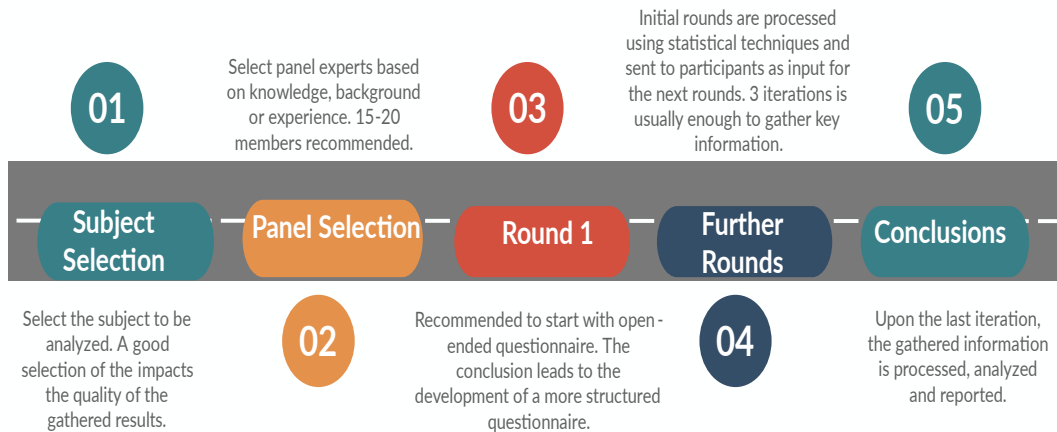 01
Subject
Selection
Select the subject to be
analyzed. A good
selection of the impacts
the quality of the
gathered results.
Select panel experts based
on knowledge, background
or experience. 15-20
members recommended.
Panel Selection
02
03
Round 1
Recommended to start with open-
ended questionnaire. The
conclusion leads to the
development of a more structured
questionnaire.
Initial rounds are processed
using statistical techniques and
sent to participants as input for
the next rounds. 3 iterations is
usually enough to gather key
information.
Further
Rounds
04
05
Conclusions
Upon the last iteration,
the gathered information
is processed, analyzed
and reported.